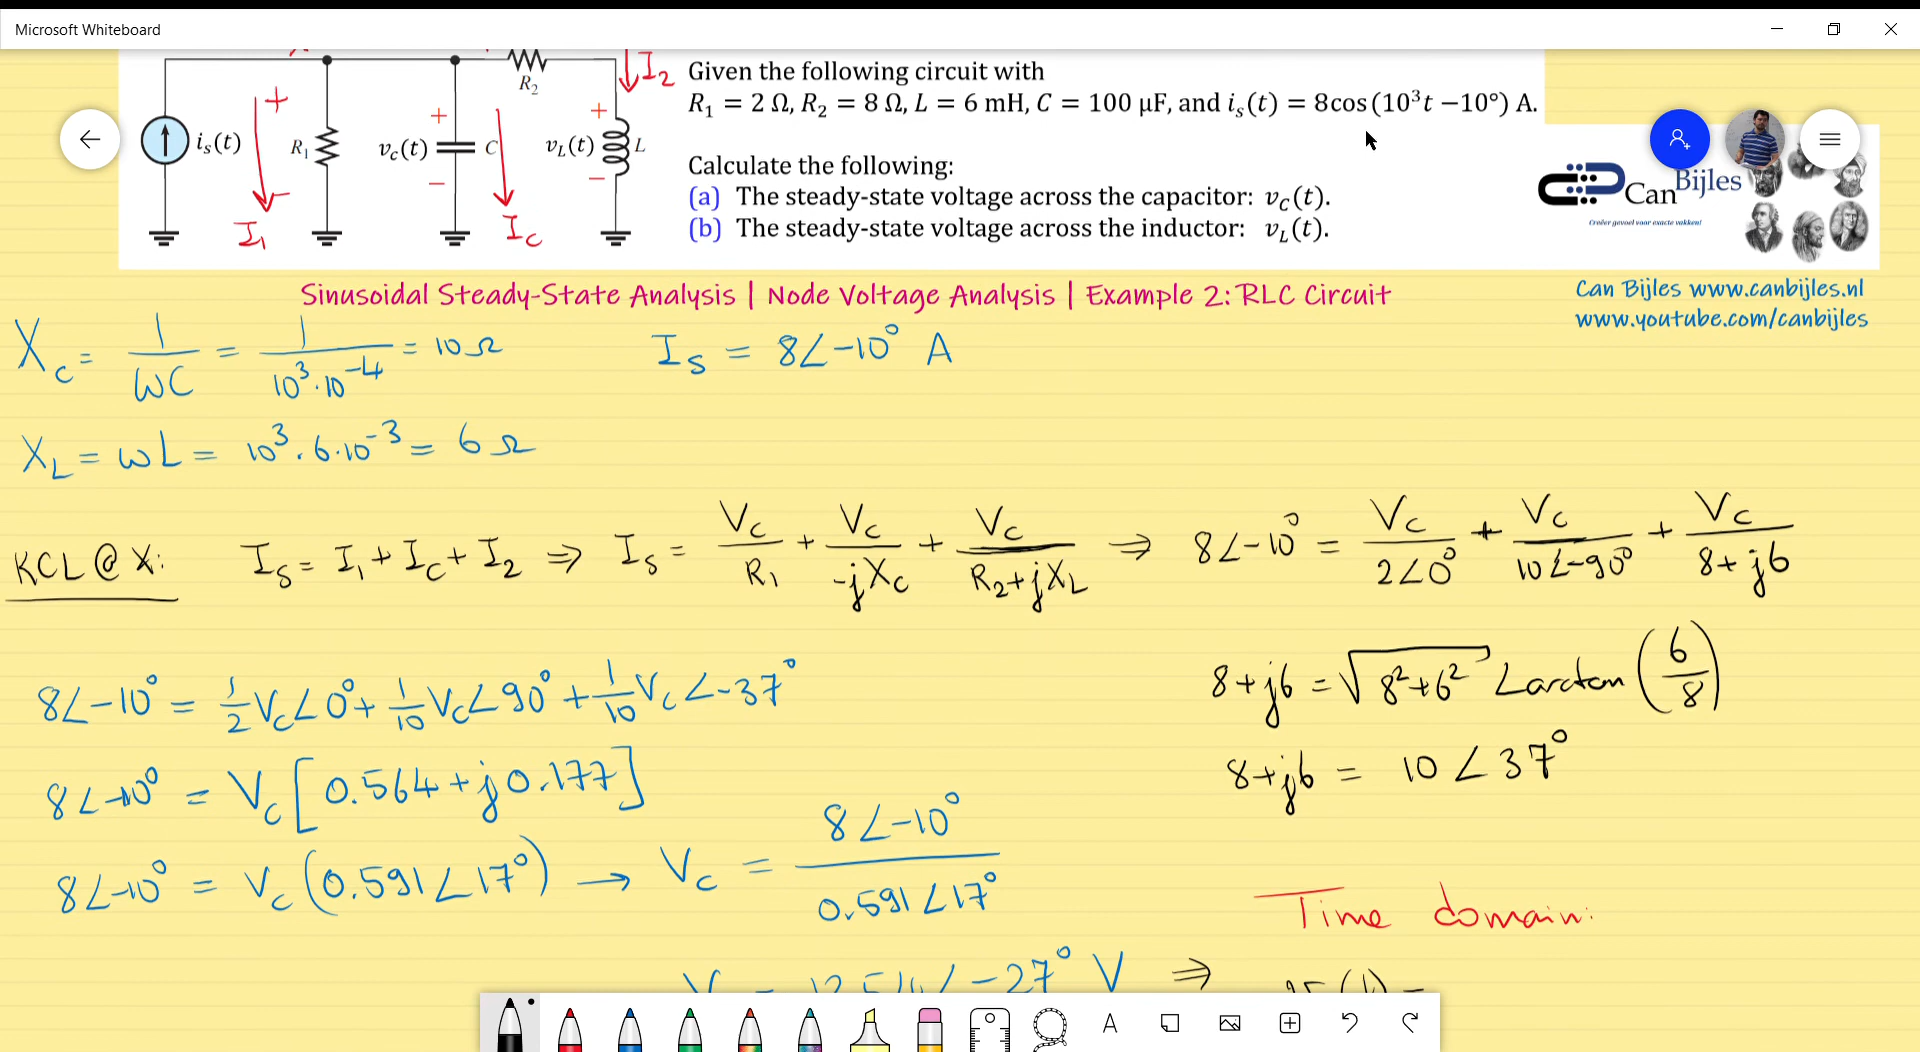 Microsoft Whiteboard
Given the following circuit with
R₁ = 2 Ω, R₂ = 8 Ω, L = 6 mH, C = 100 μF, and iₛ(t) = 8cos(10³t −10°) A.
Calculate the following:
(a) The steady-state voltage across the capacitor: v_C(t).
(b) The steady-state voltage across the inductor: v_L(t).
R₂
I₂
+
+
+
iₛ(t)
R₁
v_c(t)
C
v_L(t)
L
−
−
−
I₁
I_C
Can Bijles
Creëer gevoel voor exacte vakken!
Sinusoidal Steady-State Analysis | Node Voltage Analysis | Example 2: RLC Circuit
Can Bijles www.canbijles.nl
www.youtube.com/canbijles
X_C = 1/ωC = 1/10³·10⁻⁴ = 10 Ω
I_S = 8∠-10° A
X_L = ωL = 10³ · 6·10⁻³ = 6 Ω
KCL @ X: I_S = I₁ + I_C + I₂ ⇒ I_S = V_C/R₁ + V_C/-jX_C + V_C/R₂+jX_L ⇒ 8∠-10° = V_C/2∠0° + V_C/10∠-90° + V_C/8+j6
8∠-10° = 1/2 V_C∠0° + 1/10 V_C∠90° + 1/10 V_C∠-37°
8+j6 = √8²+6² ∠arctan(6/8)
8∠-10° = V_C [0.564 + j0.177]
8+j6 = 10∠37°
8∠-10° = V_C (0.591∠17°) → V_C = 8∠-10°/0.591∠17°
Time domain:
∠-27° V ⇒
A